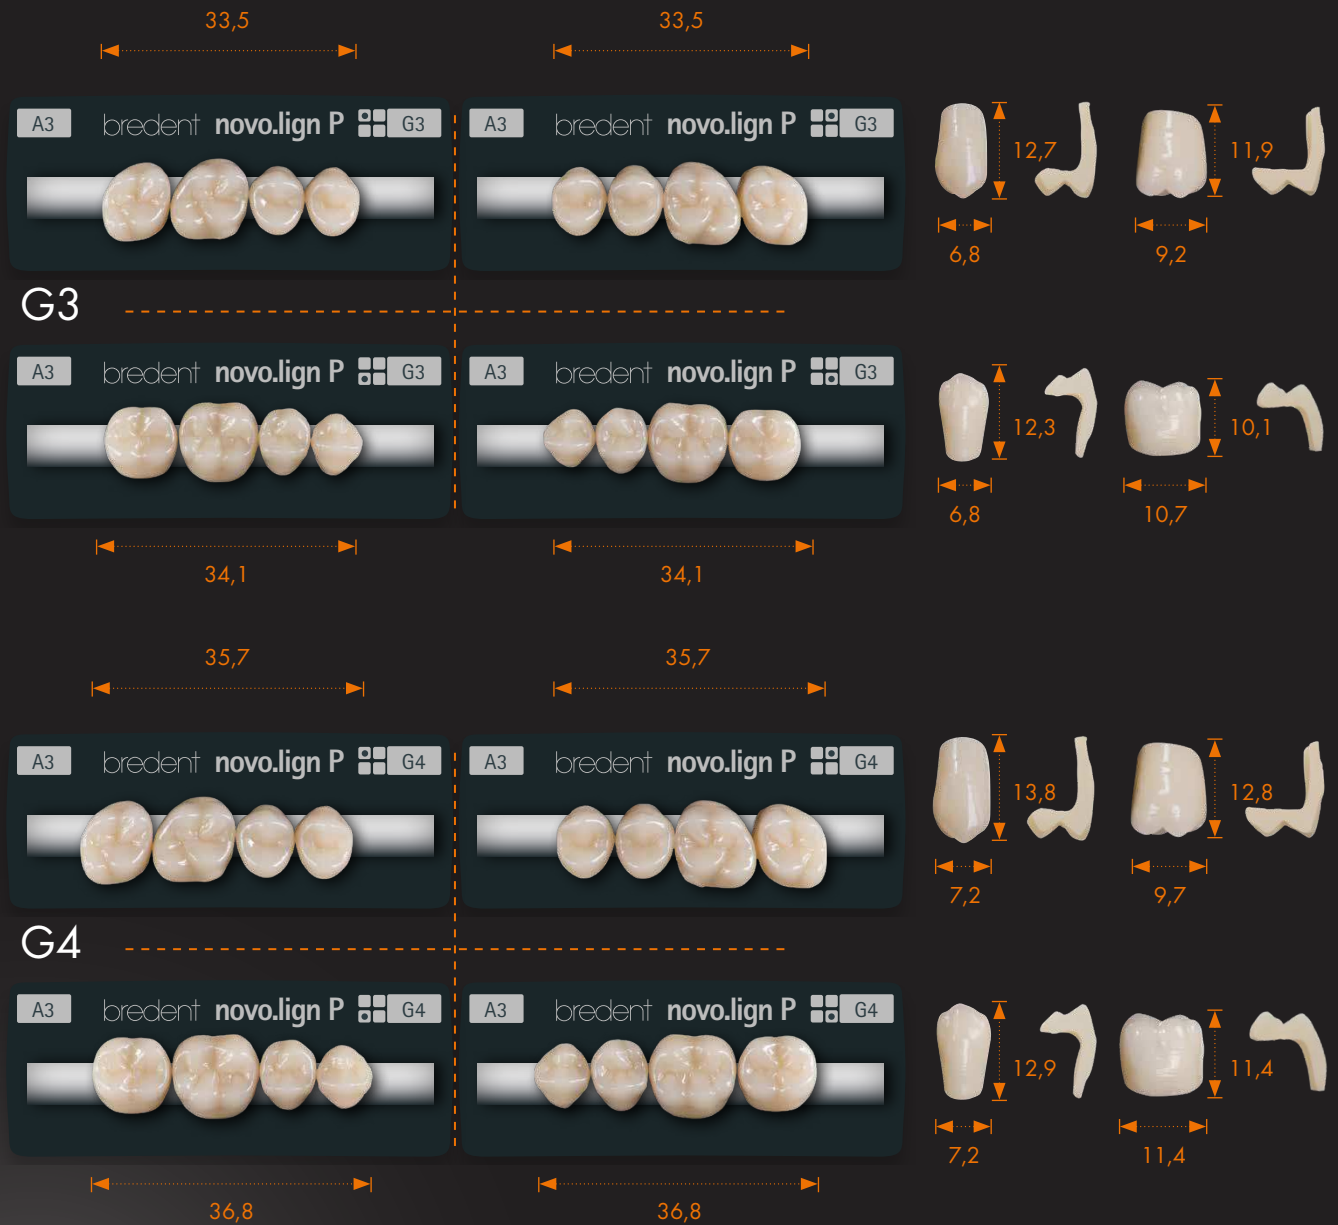 33,5 33,5
A3 bredent novo.lign P G3 A3 bredent novo.lign P G3
12,7 11,9
6,8 9,2
G3
A3 bredent novo.lign P G3 A3 bredent novo.lign P G3
12,3 10,1
6,8 10,7
34,1 34,1
35,7 35,7
A3 bredent novo.lign P G4 A3 bredent novo.lign P G4
13,8 12,8
7,2 9,7
G4
A3 bredent novo.lign P G4 A3 bredent novo.lign P G4
12,9 11,4
7,2 11,4
36,8 36,8